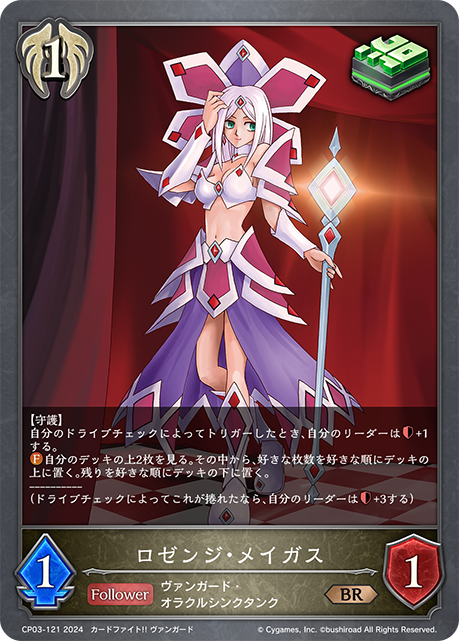 1
【守護】
自分のドライブチェックによってトリガーしたとき、自分のリーダーは+1
する。
F 自分のデッキの上2枚を見る。その中から、好きな枚数を好きな順にデッキの
上に置く。残りを好きな順にデッキの下に置く。
----------
(ドライブチェックによってこれが捲れたなら、自分のリーダーは+3する)
ロゼンジ・メイガス
1
Follower
ヴァンガード・
オラクルシンクタンク
BR
1
CP03-121 2024 カードファイト!! ヴァンガード
© Cygames, Inc. ©bushiroad All Rights Reserved.